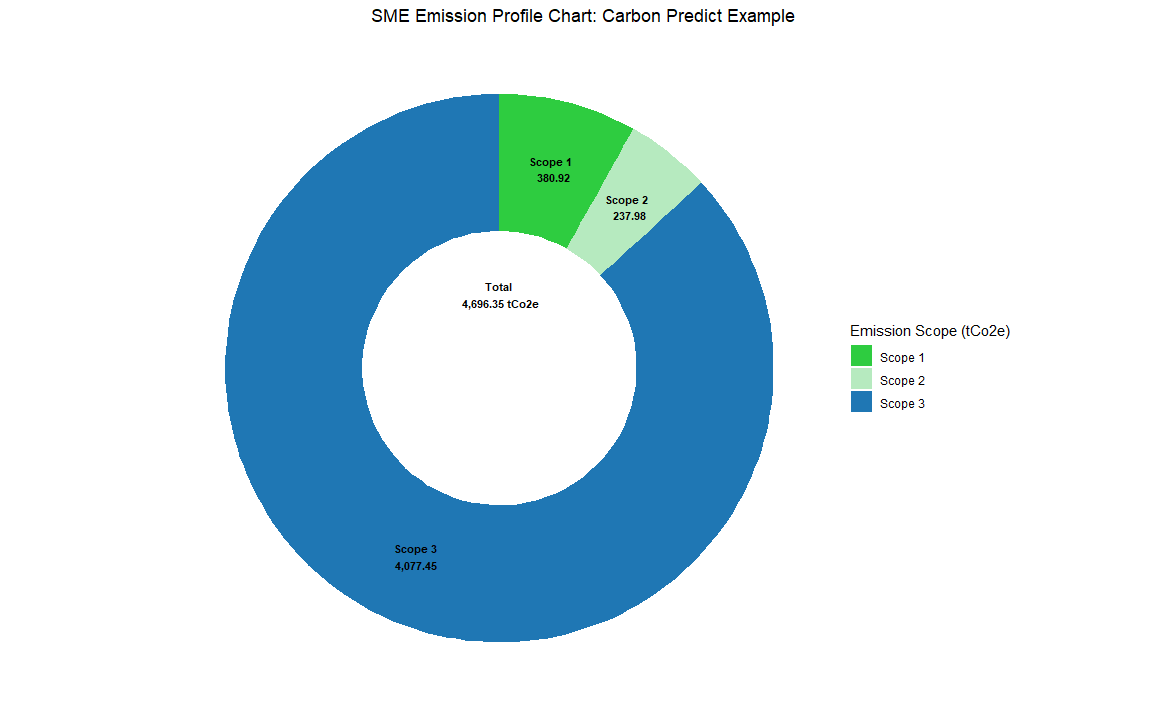 SME Emission Profile Chart: Carbon Predict Example
Scope 1
380.92
Scope 2
237.98
Total
4,696.35 tCo2e
Scope 3
4,077.45
Emission Scope (tCo2e)
Scope 1
Scope 2
Scope 3